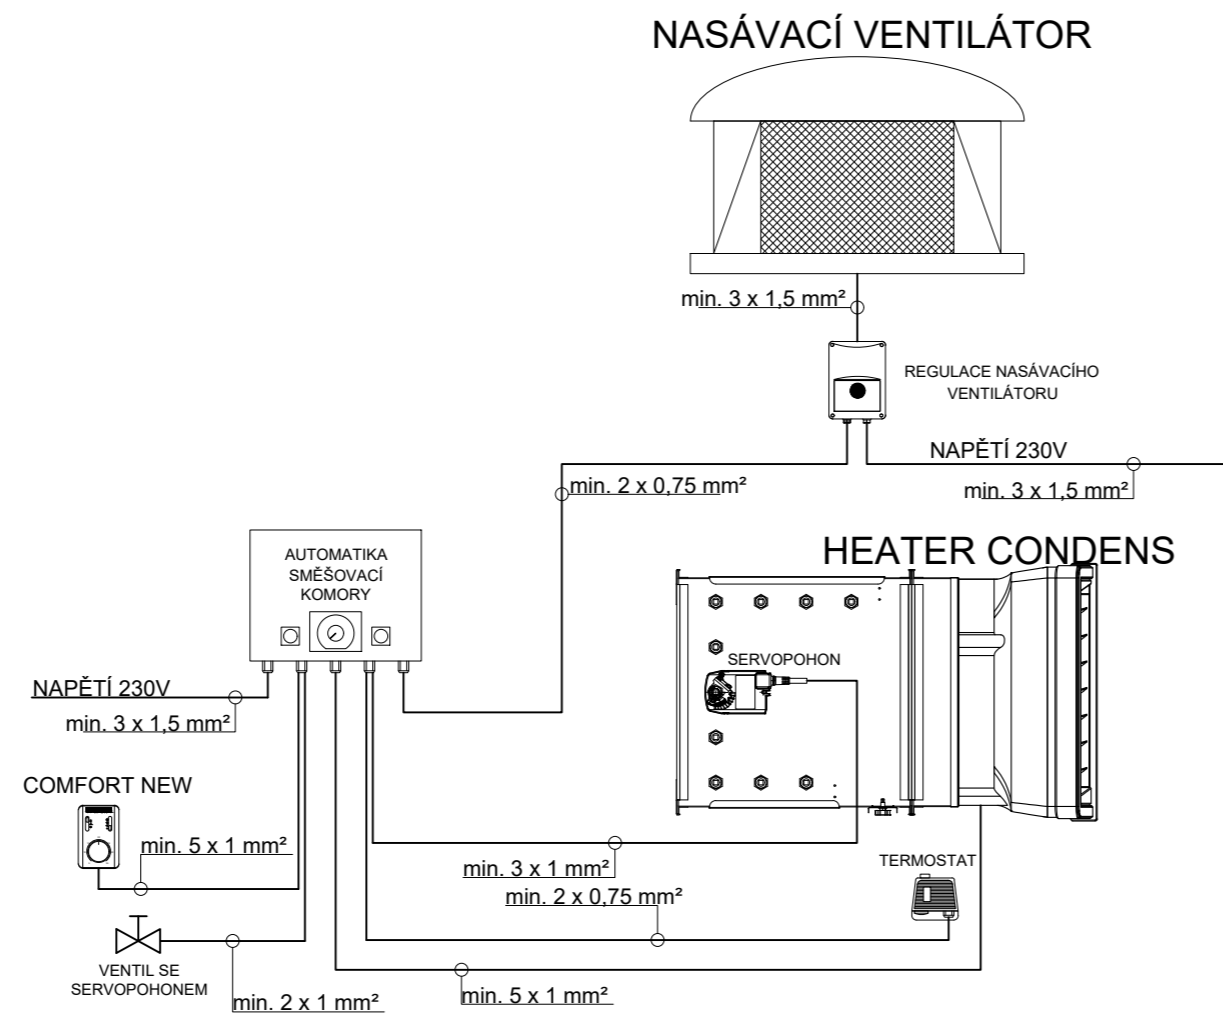 NASÁVACÍ VENTILÁTOR
min. 3 x 1,5 mm²
REGULACE NASÁVACÍHO
VENTILÁTORU
NAPĚTÍ 230V
min. 3 x 1,5 mm²
min. 2 x 0,75 mm²
AUTOMATIKA
SMĚŠOVACÍ
KOMORY
HEATER CONDENS
SERVOPOHON
NAPĚTÍ 230V
min. 3 x 1,5 mm²
COMFORT NEW
min. 5 x 1 mm²
min. 3 x 1 mm²
min. 2 x 0,75 mm²
TERMOSTAT
VENTIL SE
SERVOPOHONEM
min. 2 x 1 mm²
min. 5 x 1 mm²